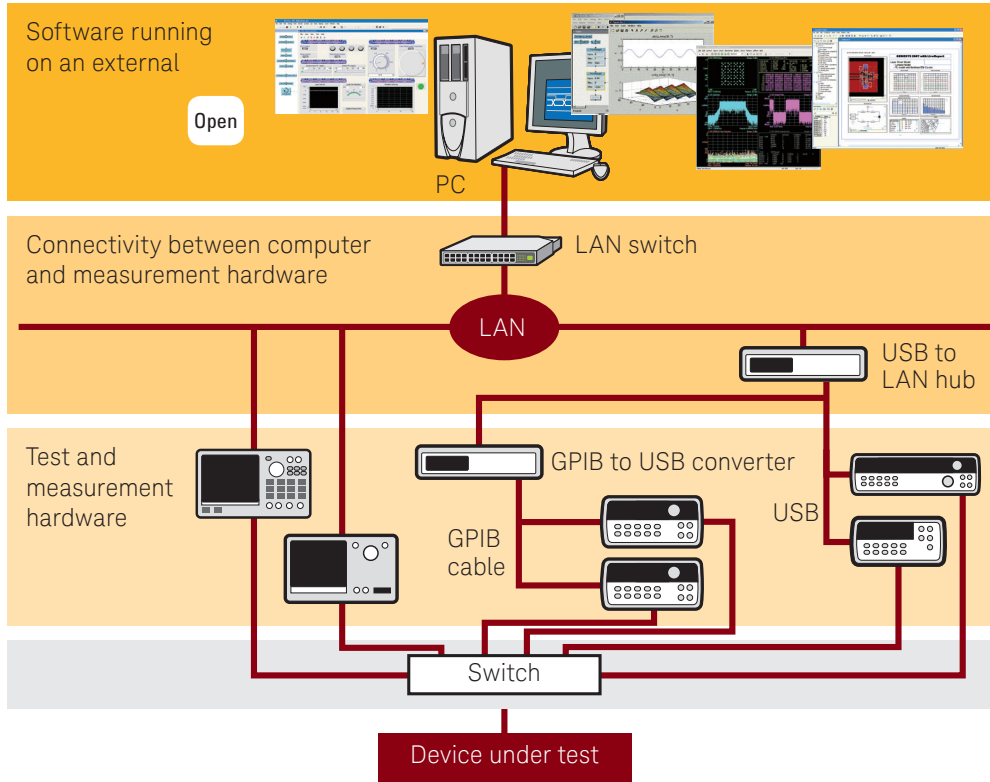 Software running
on an external
Open
PC
Connectivity between computer
and measurement hardware
LAN switch
LAN
USB to
LAN hub
Test and
measurement
hardware
GPIB to USB converter
GPIB
cable
USB
Switch
Device under test